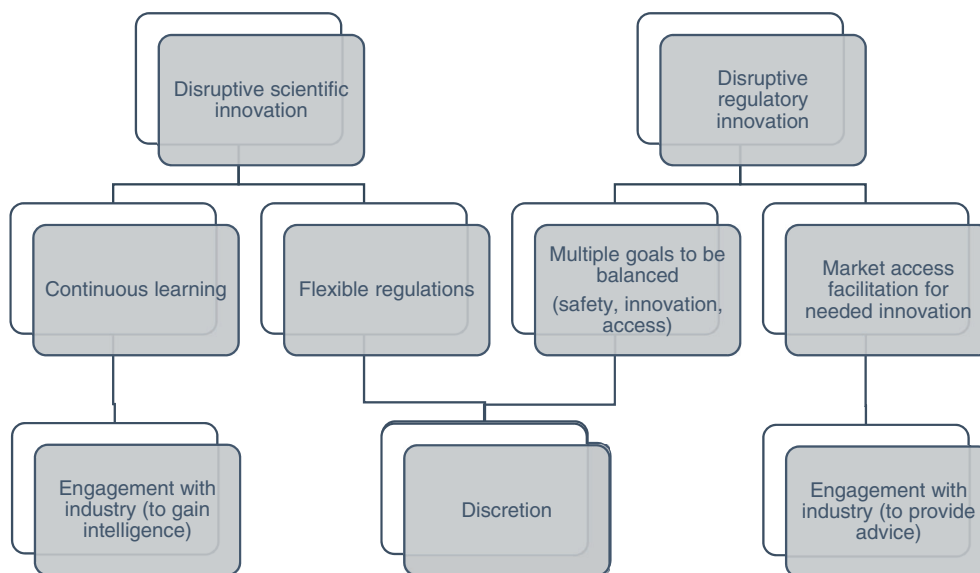 Disruptive scientific
innovation
Disruptive
regulatory
innovation
Continuous learning
Flexible regulations
Multiple goals to be
balanced
(safety, innovation,
access)
Market access
facilitation for
needed innovation
Engagement with
industry (to gain
intelligence)
Discretion
Engagement with
industry (to provide
advice)